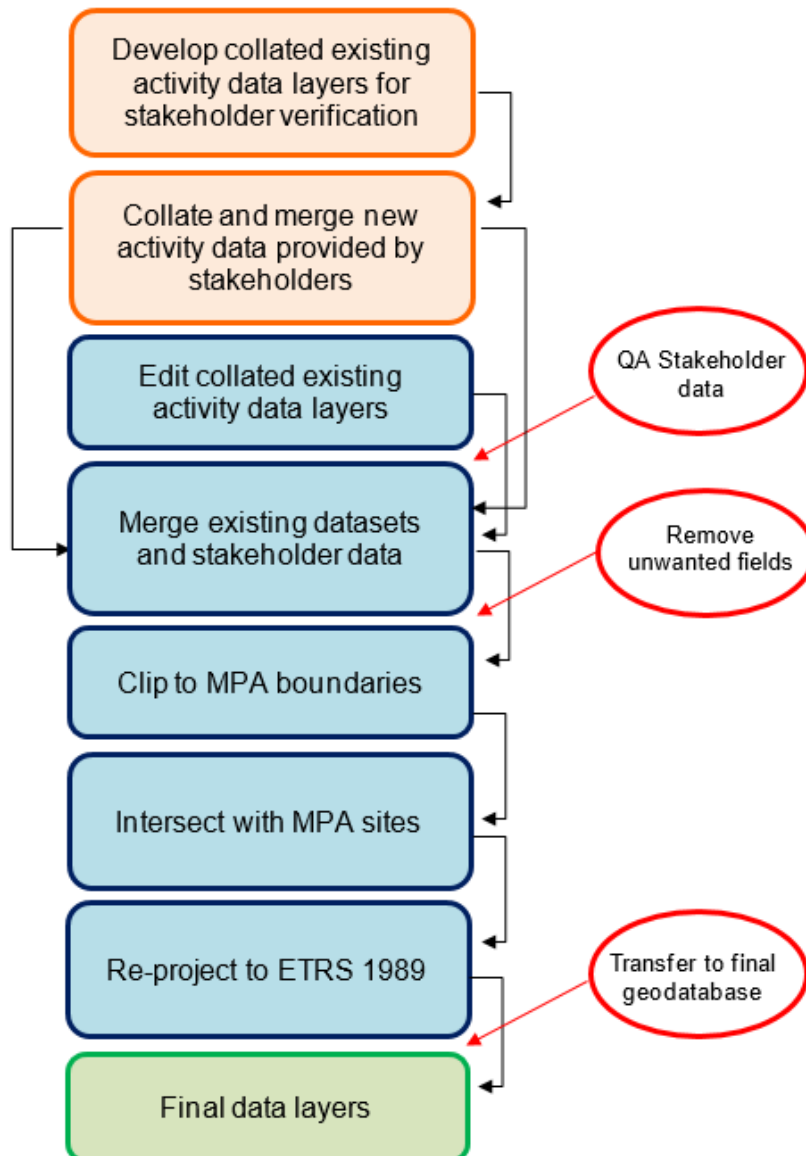 Develop collated existing
activity data layers for
stakeholder verification
Collate and merge new
activity data provided by
stakeholders
Edit collated existing
activity data layers
QA Stakeholder
data
Merge existing datasets
and stakeholder data
Remove
unwanted fields
Clip to MPA boundaries
Intersect with MPA sites
Re-project to ETRS 1989
Transfer to final
geodatabase
Final data layers